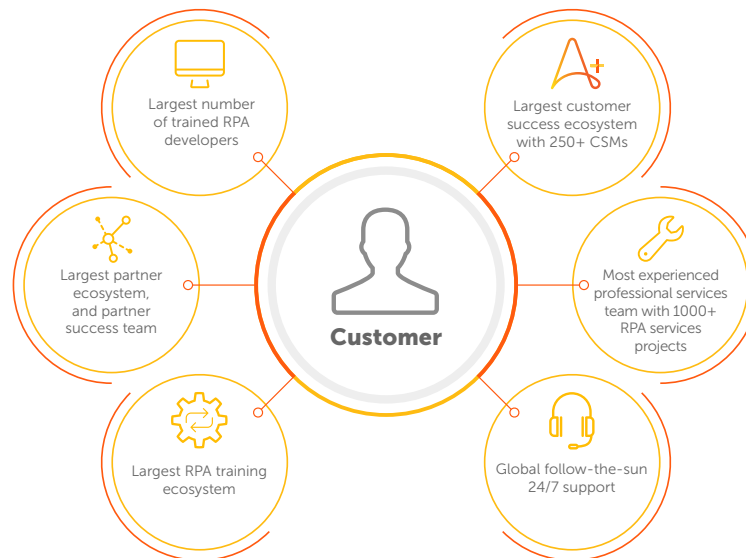 Largest number
of trained RPA
developers
Largest customer
success ecosystem
with 250+ CSMs
Largest partner
ecosystem,
and partner
success team
Customer
Most experienced
professional services
team with 1000+
RPA services
projects
Largest RPA training
ecosystem
Global follow-the-sun
24/7 support